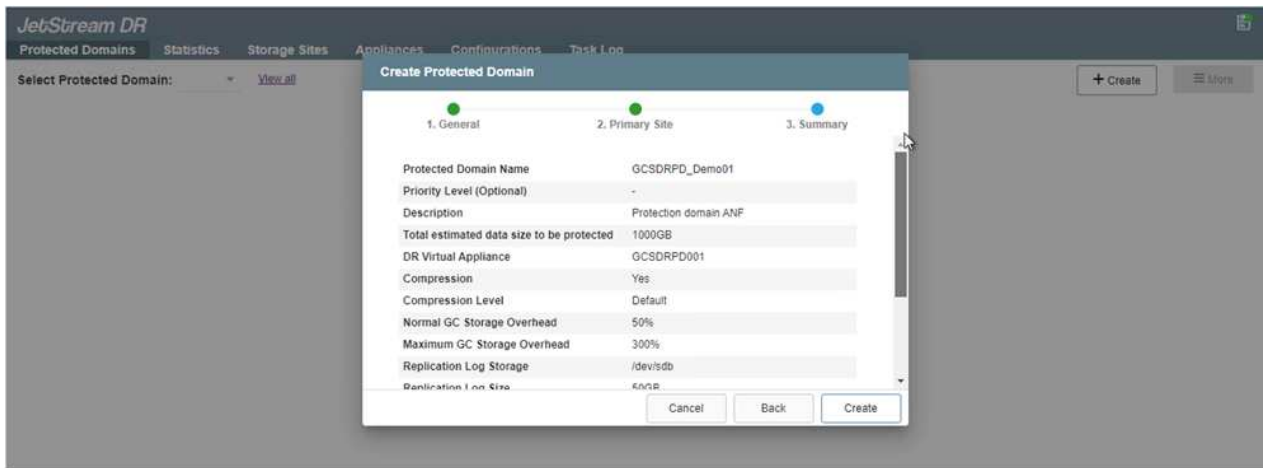 JetStream DR
Protected Domains Statistics Storage Sites Appliances Configurations Task Log
Select Protected Domain: View all + Create More
Create Protected Domain
1. General 2. Primary Site 3. Summary
Protected Domain Name GCSDRPD_Demo01
Priority Level (Optional) -
Description Protection domain ANF
Total estimated data size to be protected 1000GB
DR Virtual Appliance GCSDRPD001
Compression Yes
Compression Level Default
Normal GC Storage Overhead 50%
Maximum GC Storage Overhead 300%
Replication Log Storage /dev/sdb
Replication Log Size 50GB
Cancel Back Create